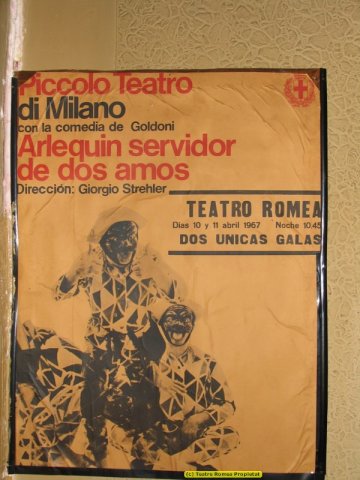 Piccolo Teatro
di Milano
con la comedia de Goldoni
Arlequin servidor
de dos amos
Dirección: Giorgio Strehler
TEATRO ROMEA
Dias 10 y 11 abril 1967 Noche 10,45
DOS UNICAS GALAS
(c) Teatre Romea Propietat